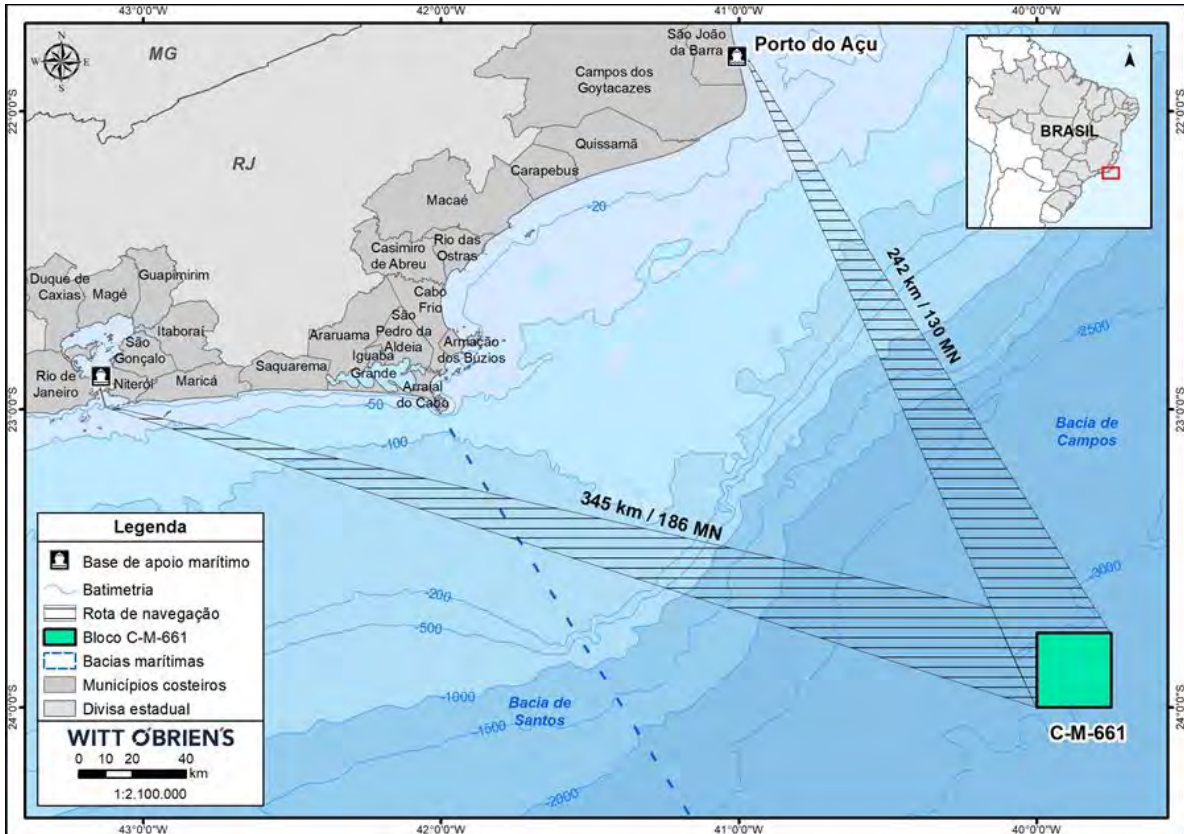 43°0'0"W
42°0'0"W
41°0'0"W
40°0'0"W
N
W
E
S
MG
São João
da Barra
Porto do Açu
Campos dos
Goytacazes
22°0'0"S
22°0'0"S
N
BRASIL
Quissamã
RJ
Carapebus
-20
Macaé
Rio das
Ostras
Casimiro
de Abreu
Duque de
Caxias
Guapimirim
Magé
Cabo
Frio
242 km / 130 MN
-2500
São
Pedro da
Aldeia
Itaboraí
Araruama
Armação
dos Búzios
São
Gonçalo
Iguaba
Grande
Saquarema
Rio de
Janeiro
Niterói
Maricá
Arraial
do Cabo
23°0'0"S
23°0'0"S
-50
-100
Bacia de
Campos
345 km / 186 MN
Legenda
Base de apoio marítimo
Batimetria
Rota de navegação
Bloco C-M-661
Bacias marítimas
Municípios costeiros
Divisa estadual
-3000
-200
-500
-1000
-1500
-2000
Bacia de
Santos
24°0'0"S
24°0'0"S
C-M-661
WITT O'BRIEN'S
0 10 20 40
km
1:2.100.000
43°0'0"W
42°0'0"W
41°0'0"W
40°0'0"W